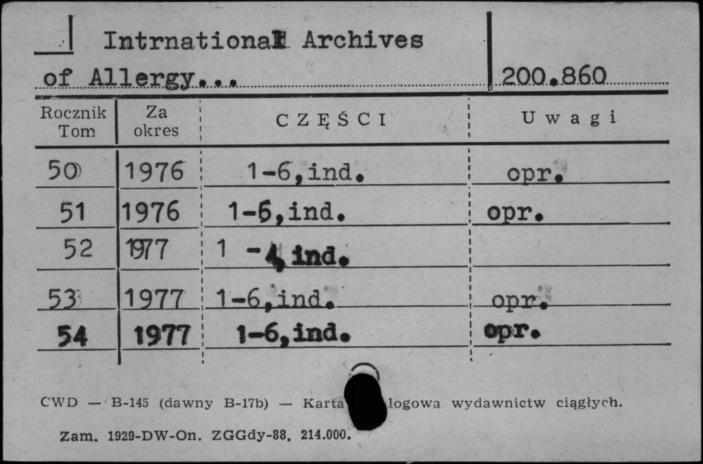 Intrnational Archives
of Allergy...
200.860
Rocznik Tom Za okres CZĘŚCI Uwagi
50 1976 1-6,ind. opr.
51 1976 1-6,ind. opr.
52 1977 1 -4, ind.
53 1977 1-6,ind. opr.
54 1977 1-6,ind. opr.
CWD — B-145 (dawny B-17b) — Karta logowa wydawnictw ciągłych.
Zam. 1929-DW-On. ZGGdy-88. 214.000.